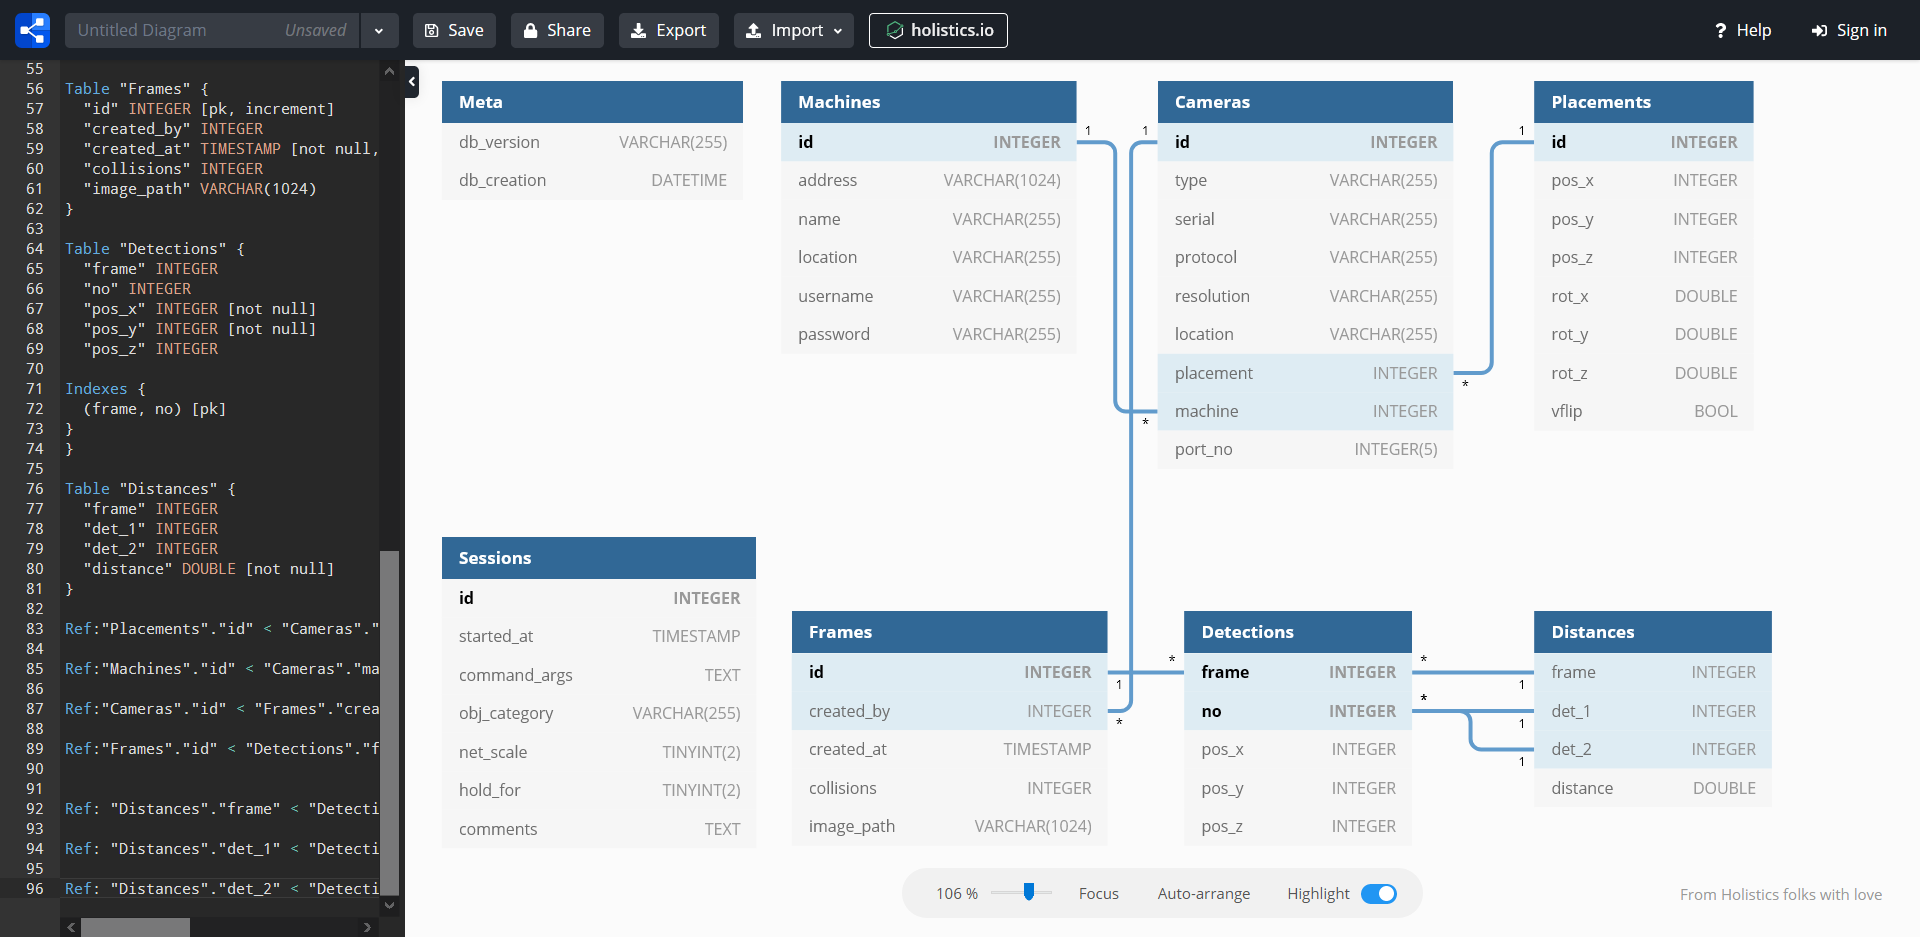 Untitled Diagram Unsaved Save Share Export Import holistics.io Help Sign in
55
56 Table "Frames" {
57 "id" INTEGER [pk, increment]
58 "created_by" INTEGER
59 "created_at" TIMESTAMP [not null,
60 "collisions" INTEGER
61 "image_path" VARCHAR(1024)
62 }
63
64 Table "Detections" {
65 "frame" INTEGER
66 "no" INTEGER
67 "pos_x" INTEGER [not null]
68 "pos_y" INTEGER [not null]
69 "pos_z" INTEGER
70
71 Indexes {
72 (frame, no) [pk]
73 }
74 }
75
76 Table "Distances" {
77 "frame" INTEGER
78 "det_1" INTEGER
79 "det_2" INTEGER
80 "distance" DOUBLE [not null]
81 }
82
83 Ref:"Placements"."id" < "Cameras"."
84
85 Ref:"Machines"."id" < "Cameras"."ma
86
87 Ref:"Cameras"."id" < "Frames"."crea
88
89 Ref:"Frames"."id" < "Detections"."f
90
91
92 Ref: "Distances"."frame" < "Detecti
93
94 Ref: "Distances"."det_1" < "Detecti
95
96 Ref: "Distances"."det_2" < "Detecti
Meta
db_version VARCHAR(255)
db_creation DATETIME
Machines
id INTEGER
address VARCHAR(1024)
name VARCHAR(255)
location VARCHAR(255)
username VARCHAR(255)
password VARCHAR(255)
1
*
1
Cameras
id INTEGER
type VARCHAR(255)
serial VARCHAR(255)
protocol VARCHAR(255)
resolution VARCHAR(255)
location VARCHAR(255)
placement INTEGER
machine INTEGER
port_no INTEGER(5)
*
1
Placements
id INTEGER
pos_x INTEGER
pos_y INTEGER
pos_z INTEGER
rot_x DOUBLE
rot_y DOUBLE
rot_z DOUBLE
vflip BOOL
Sessions
id INTEGER
started_at TIMESTAMP
command_args TEXT
obj_category VARCHAR(255)
net_scale TINYINT(2)
hold_for TINYINT(2)
comments TEXT
Frames
id INTEGER
created_by INTEGER
created_at TIMESTAMP
collisions INTEGER
image_path VARCHAR(1024)
1
*
*
Detections
frame INTEGER
no INTEGER
pos_x INTEGER
pos_y INTEGER
pos_z INTEGER
*
*
1
1
1
Distances
frame INTEGER
det_1 INTEGER
det_2 INTEGER
distance DOUBLE
106 % Focus Auto-arrange Highlight
From Holistics folks with love